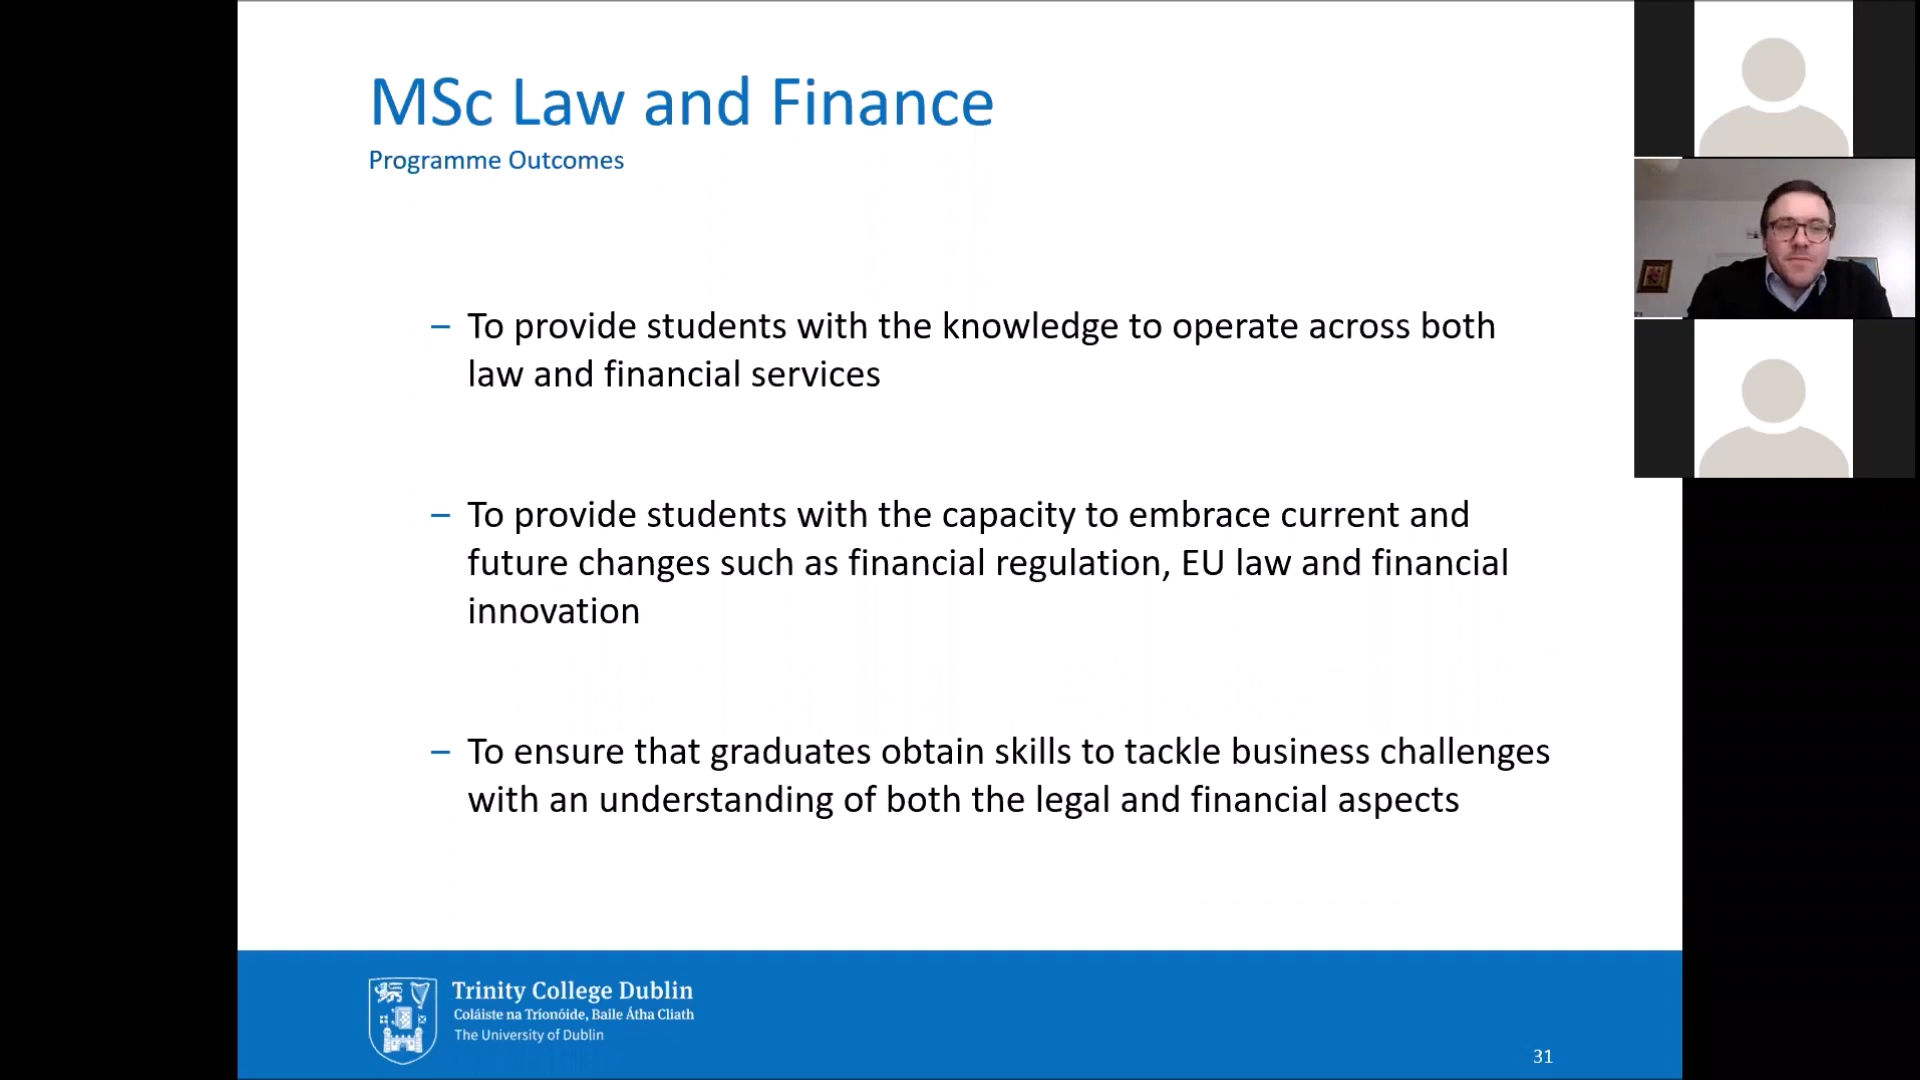 MSc Law and Finance
Programme Outcomes
– To provide students with the knowledge to operate across both
law and financial services
– To provide students with the capacity to embrace current and
future changes such as financial regulation, EU law and financial
innovation
– To ensure that graduates obtain skills to tackle business challenges
with an understanding of both the legal and financial aspects
Trinity College Dublin
Coláiste na Tríonóide, Baile Átha Cliath
The University of Dublin
31